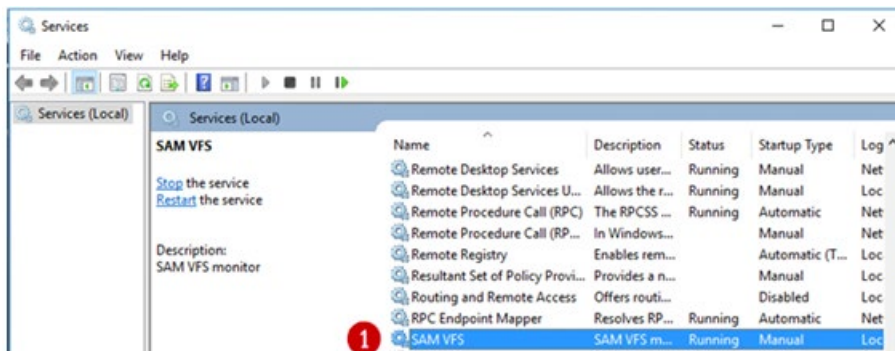 Services
File Action View Help
Services (Local)
Services (Local)
SAM VFS
Stop the service
Restart the service
Description:
SAM VFS monitor
Name Description Status Startup Type Log
Remote Desktop Services Allows user... Running Manual Net
Remote Desktop Services U... Allows the r... Running Manual Loc
Remote Procedure Call (RPC) The RPCSS ... Running Automatic Net
Remote Procedure Call (RP... In Windows... Manual Net
Remote Registry Enables rem... Automatic (T... Loc
Resultant Set of Policy Provi... Provides a n... Manual Loc
Routing and Remote Access Offers routi... Disabled Loc
RPC Endpoint Mapper Resolves RP... Running Automatic Net
1 SAM VFS SAM VFS m... Running Manual Loc